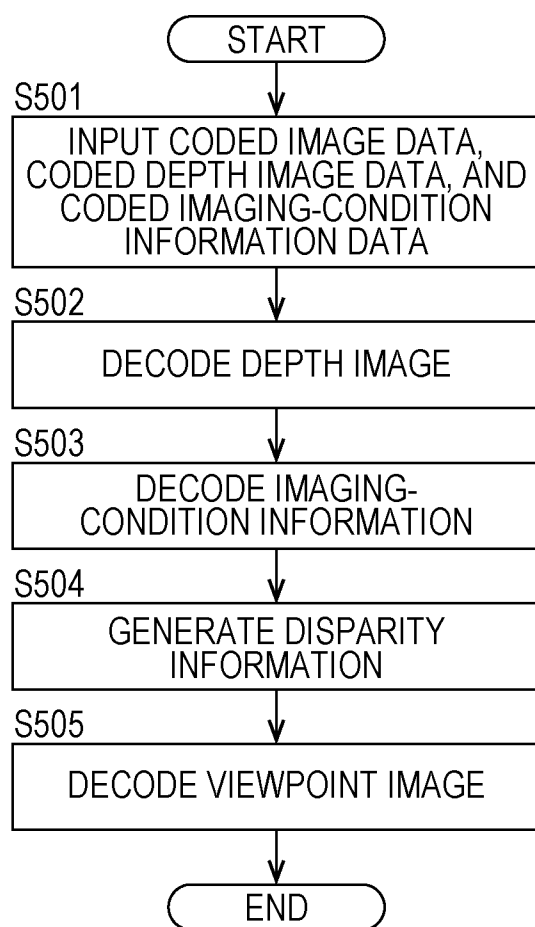 START
S501
INPUT CODED IMAGE DATA,
CODED DEPTH IMAGE DATA, AND
CODED IMAGING-CONDITION
INFORMATION DATA
S502
DECODE DEPTH IMAGE
S503
DECODE IMAGING-
CONDITION INFORMATION
S504
GENERATE DISPARITY
INFORMATION
S505
DECODE VIEWPOINT IMAGE
END